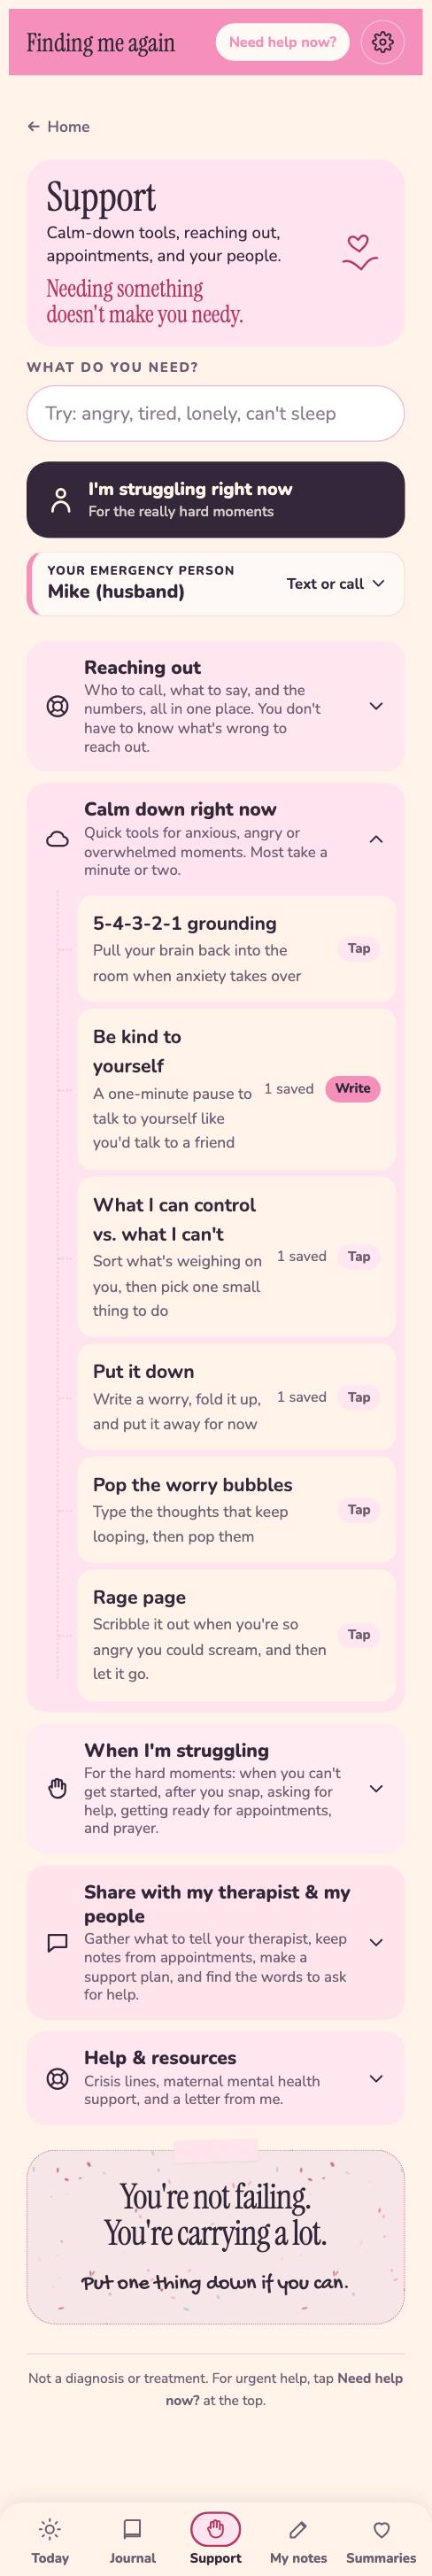 Finding me again
Need help now?
← Home
Support
Calm-down tools, reaching out,
appointments, and your people.
Needing something
doesn't make you needy.
WHAT DO YOU NEED?
Try: angry, tired, lonely, can't sleep
I'm struggling right now
For the really hard moments
YOUR EMERGENCY PERSON
Mike (husband)
Text or call
Reaching out
Who to call, what to say, and the
numbers, all in one place. You don't
have to know what's wrong to
reach out.
Calm down right now
Quick tools for anxious, angry or
overwhelmed moments. Most take a
minute or two.
5-4-3-2-1 grounding
Pull your brain back into the
room when anxiety takes over
Tap
Be kind to
yourself
A one-minute pause to
talk to yourself like
you'd talk to a friend
1 saved
Write
What I can control
vs. what I can't
Sort what's weighing on
you, then pick one small
thing to do
1 saved
Tap
Put it down
Write a worry, fold it up,
and put it away for now
1 saved
Tap
Pop the worry bubbles
Type the thoughts that keep
looping, then pop them
Tap
Rage page
Scribble it out when you're so
angry you could scream, and then
let it go.
Tap
When I'm struggling
For the hard moments: when you can't
get started, after you snap, asking for
help, getting ready for appointments,
and prayer.
Share with my therapist & my
people
Gather what to tell your therapist, keep
notes from appointments, make a
support plan, and find the words to ask
for help.
Help & resources
Crisis lines, maternal mental health
support, and a letter from me.
You're not failing.
You're carrying a lot.
Put one thing down if you can.
Not a diagnosis or treatment. For urgent help, tap Need help
now? at the top.
Today
Journal
Support
My notes
Summaries